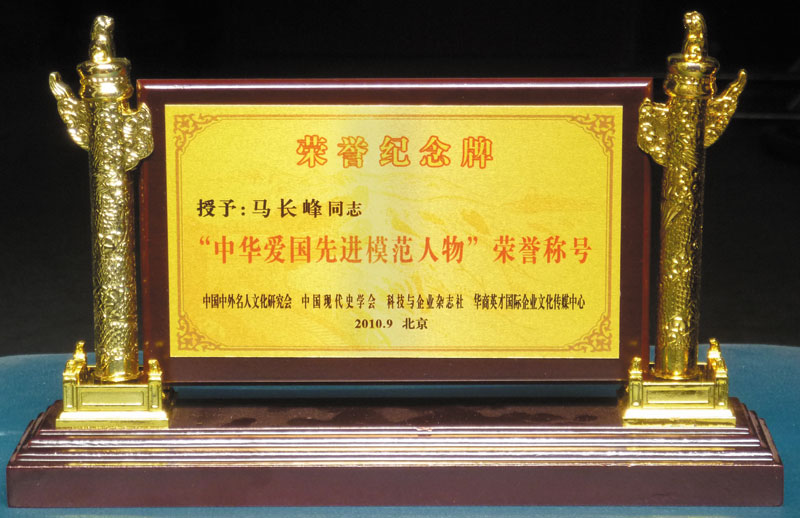 荣誉纪念牌
授予:马长峰同志
“中华爱国先进模范人物”荣誉称号
中国中外名人文化研究会 中国现代史学会 科技与企业杂志社 华商英才国际企业文化传媒中心
2010.9 北京